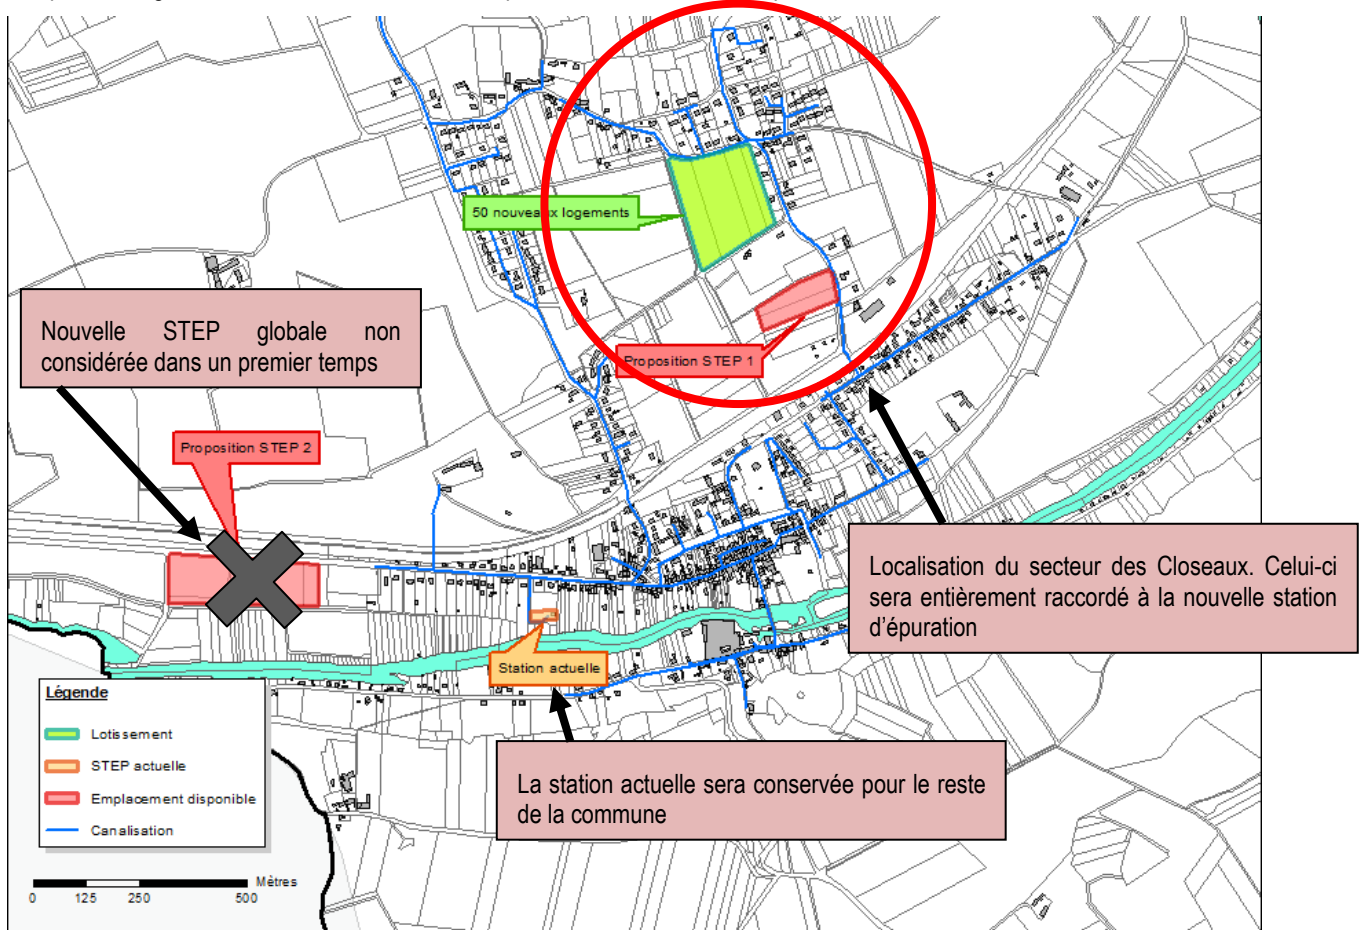 50 nouveaux logements
Nouvelle STEP globale non
considérée dans un premier temps
Proposition STEP 1
Proposition STEP 2
Localisation du secteur des Closeaux. Celui-ci
sera entièrement raccordé à la nouvelle station
d'épuration
Station actuelle
Légende
Lotissement
STEP actuelle
Emplacement disponible
Canalisation
La station actuelle sera conservée pour le reste
de la commune
Mètres
0 125 250 500